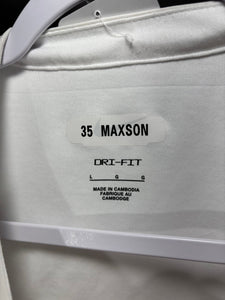 35 MAXSON
DRI-FIT
L G G
MADE IN CAMBODIA
FABRIQUE AU
CAMBODGE